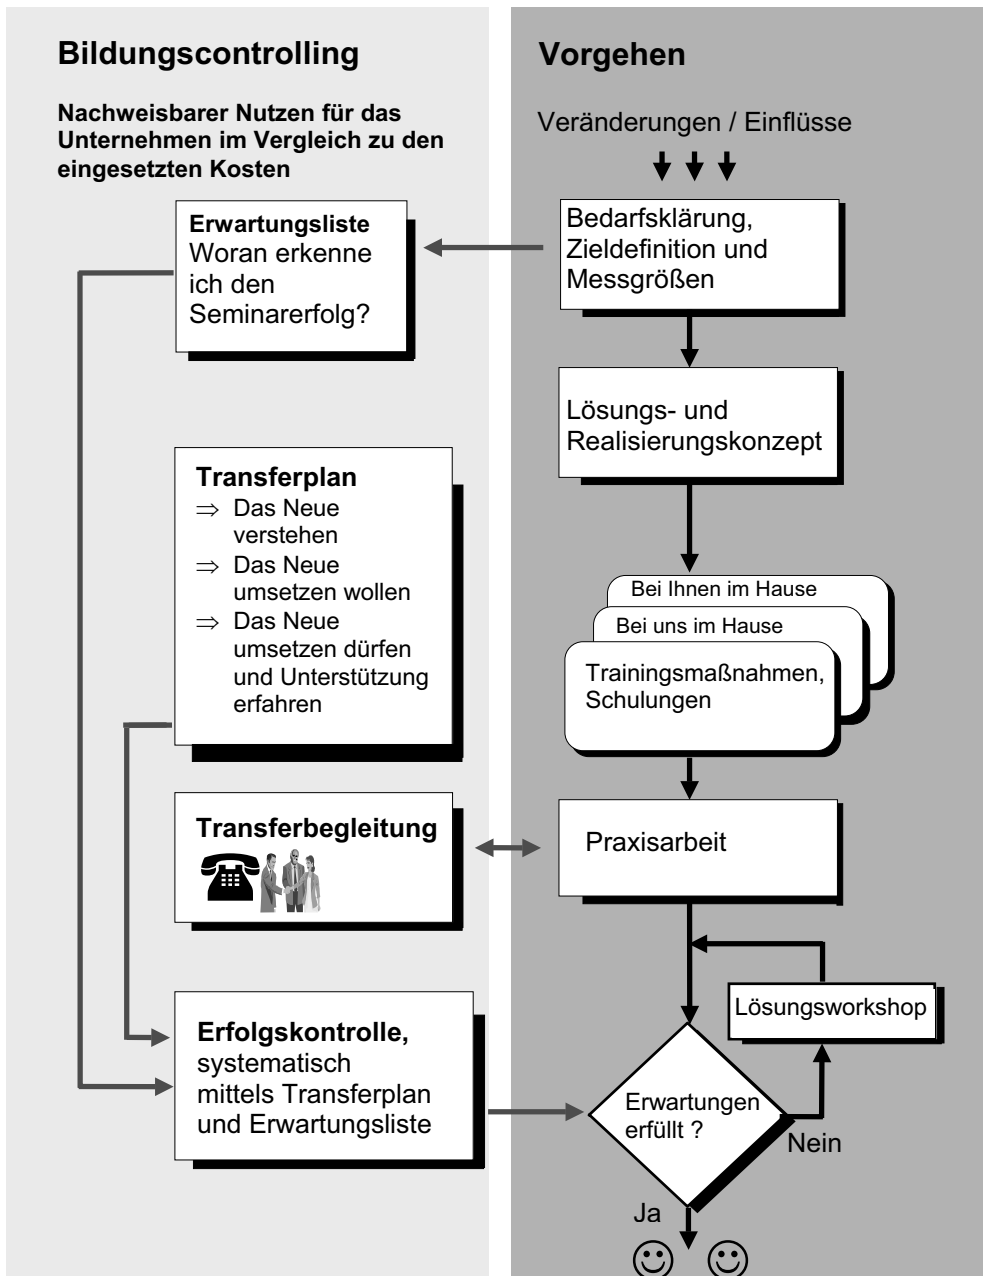 Bildungscontrolling
Nachweisbarer Nutzen für das
Unternehmen im Vergleich zu den
eingesetzten Kosten
Erwartungsliste
Woran erkenne
ich den
Seminarerfolg?
Transferplan
⇒ Das Neue
verstehen
⇒ Das Neue
umsetzen wollen
⇒ Das Neue
umsetzen dürfen
und Unterstützung
erfahren
Transferbegleitung
Erfolgskontrolle,
systematisch
mittels Transferplan
und Erwartungsliste
Vorgehen
Veränderungen / Einflüsse
Bedarfsklärung,
Zieldefinition und
Messgrößen
Lösungs- und
Realisierungskonzept
Bei Ihnen im Hause
Bei uns im Hause
Trainingsmaßnahmen,
Schulungen
Praxisarbeit
Lösungsworkshop
Erwartungen
erfüllt ?
Nein
Ja